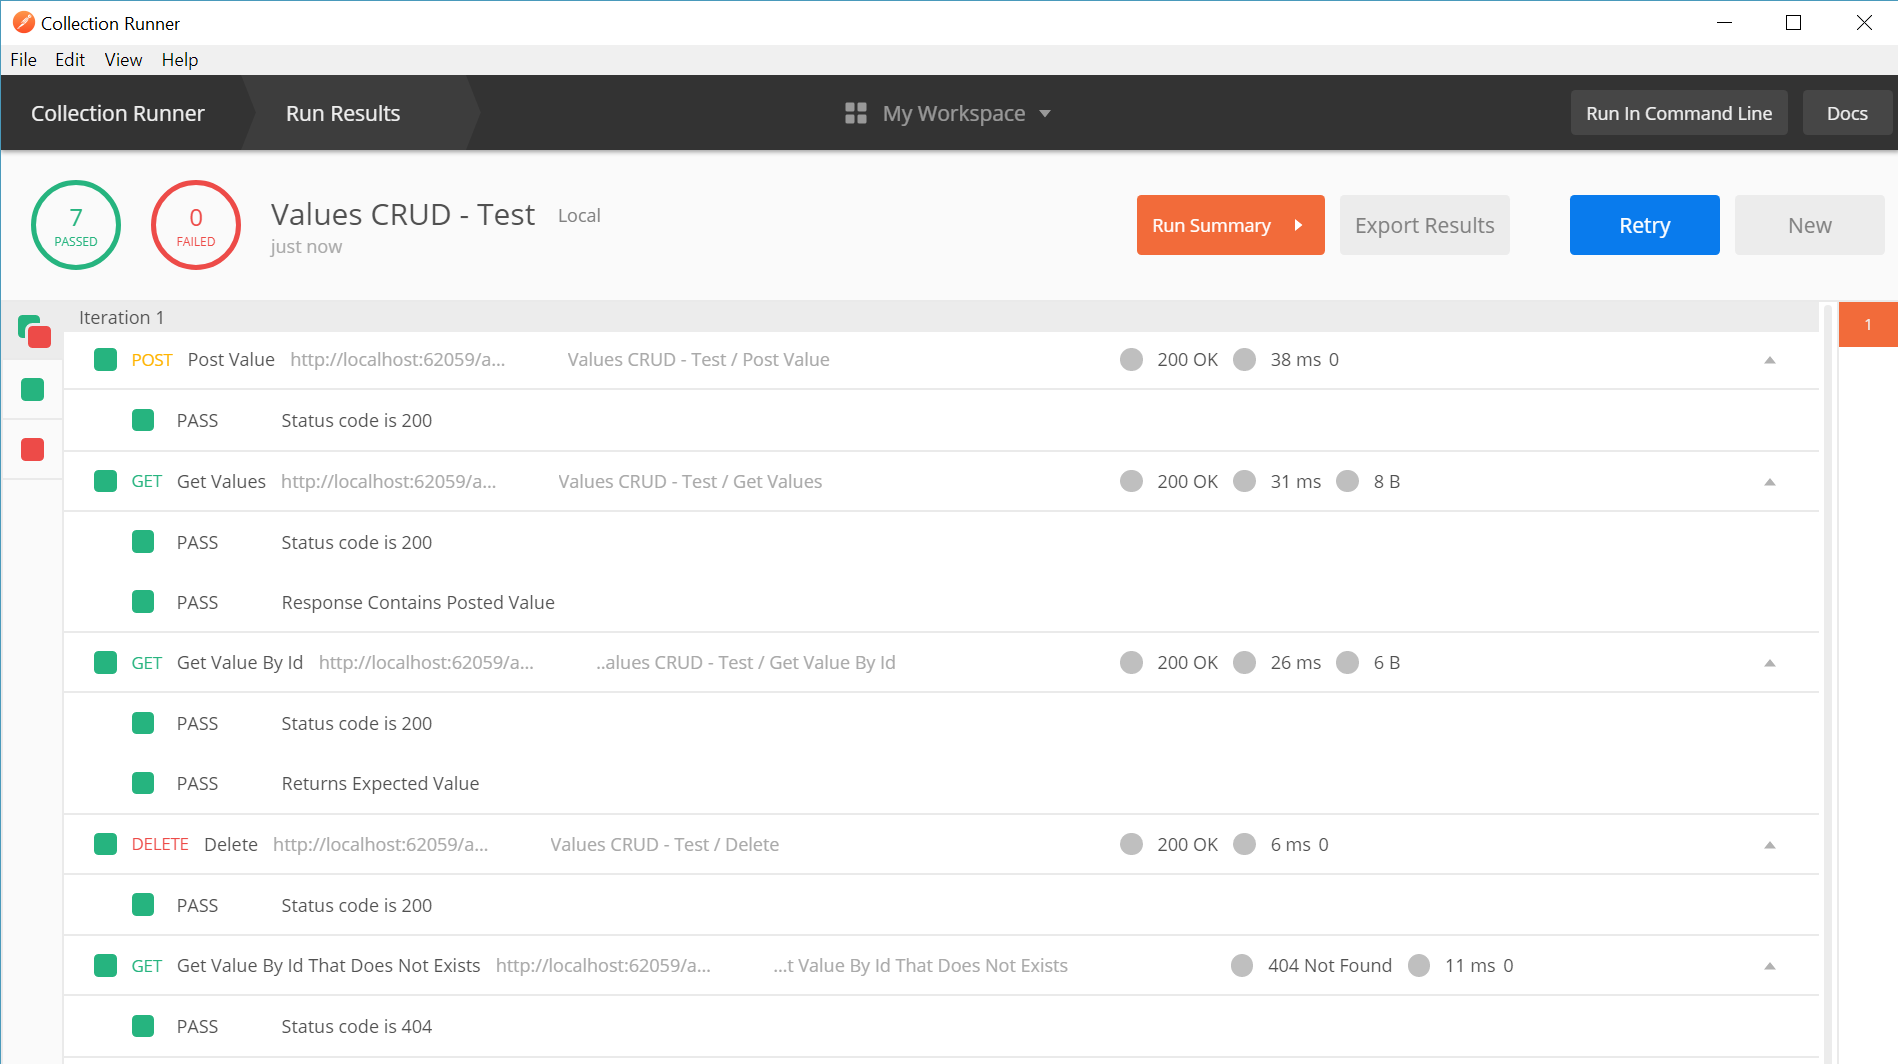 Collection Runner
File Edit View Help
Collection Runner Run Results My Workspace Run In Command Line Docs
7 PASSED
0 FAILED
Values CRUD - Test Local
just now
Run Summary Export Results Retry New
Iteration 1
1
POST Post Value http://localhost:62059/a... Values CRUD - Test / Post Value 200 OK 38 ms 0
PASS Status code is 200
GET Get Values http://localhost:62059/a... Values CRUD - Test / Get Values 200 OK 31 ms 8 B
PASS Status code is 200
PASS Response Contains Posted Value
GET Get Value By Id http://localhost:62059/a... ..alues CRUD - Test / Get Value By Id 200 OK 26 ms 6 B
PASS Status code is 200
PASS Returns Expected Value
DELETE Delete http://localhost:62059/a... Values CRUD - Test / Delete 200 OK 6 ms 0
PASS Status code is 200
GET Get Value By Id That Does Not Exists http://localhost:62059/a... ...t Value By Id That Does Not Exists 404 Not Found 11 ms 0
PASS Status code is 404